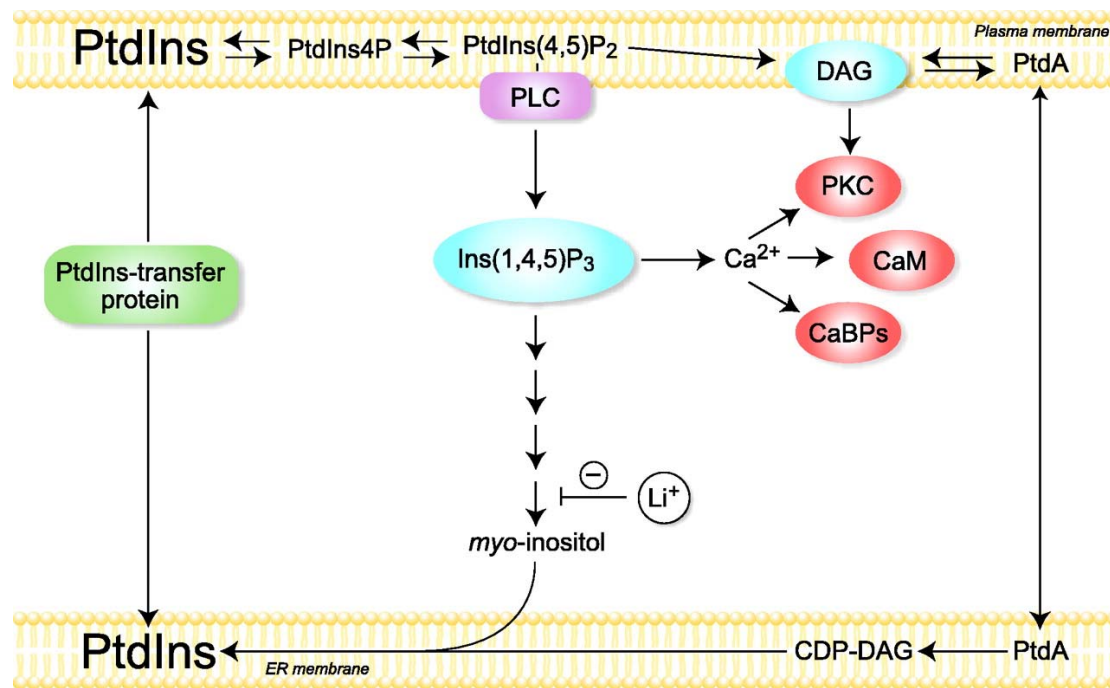 Plasma membrane
PtdIns
PtdIns4P
PtdIns(4,5)P₂
DAG
PtdA
PLC
PKC
PtdIns-transfer
protein
Ins(1,4,5)P₃
Ca²⁺
CaM
CaBPs
−
Li⁺
myo-inositol
PtdIns
ER membrane
CDP-DAG
PtdA